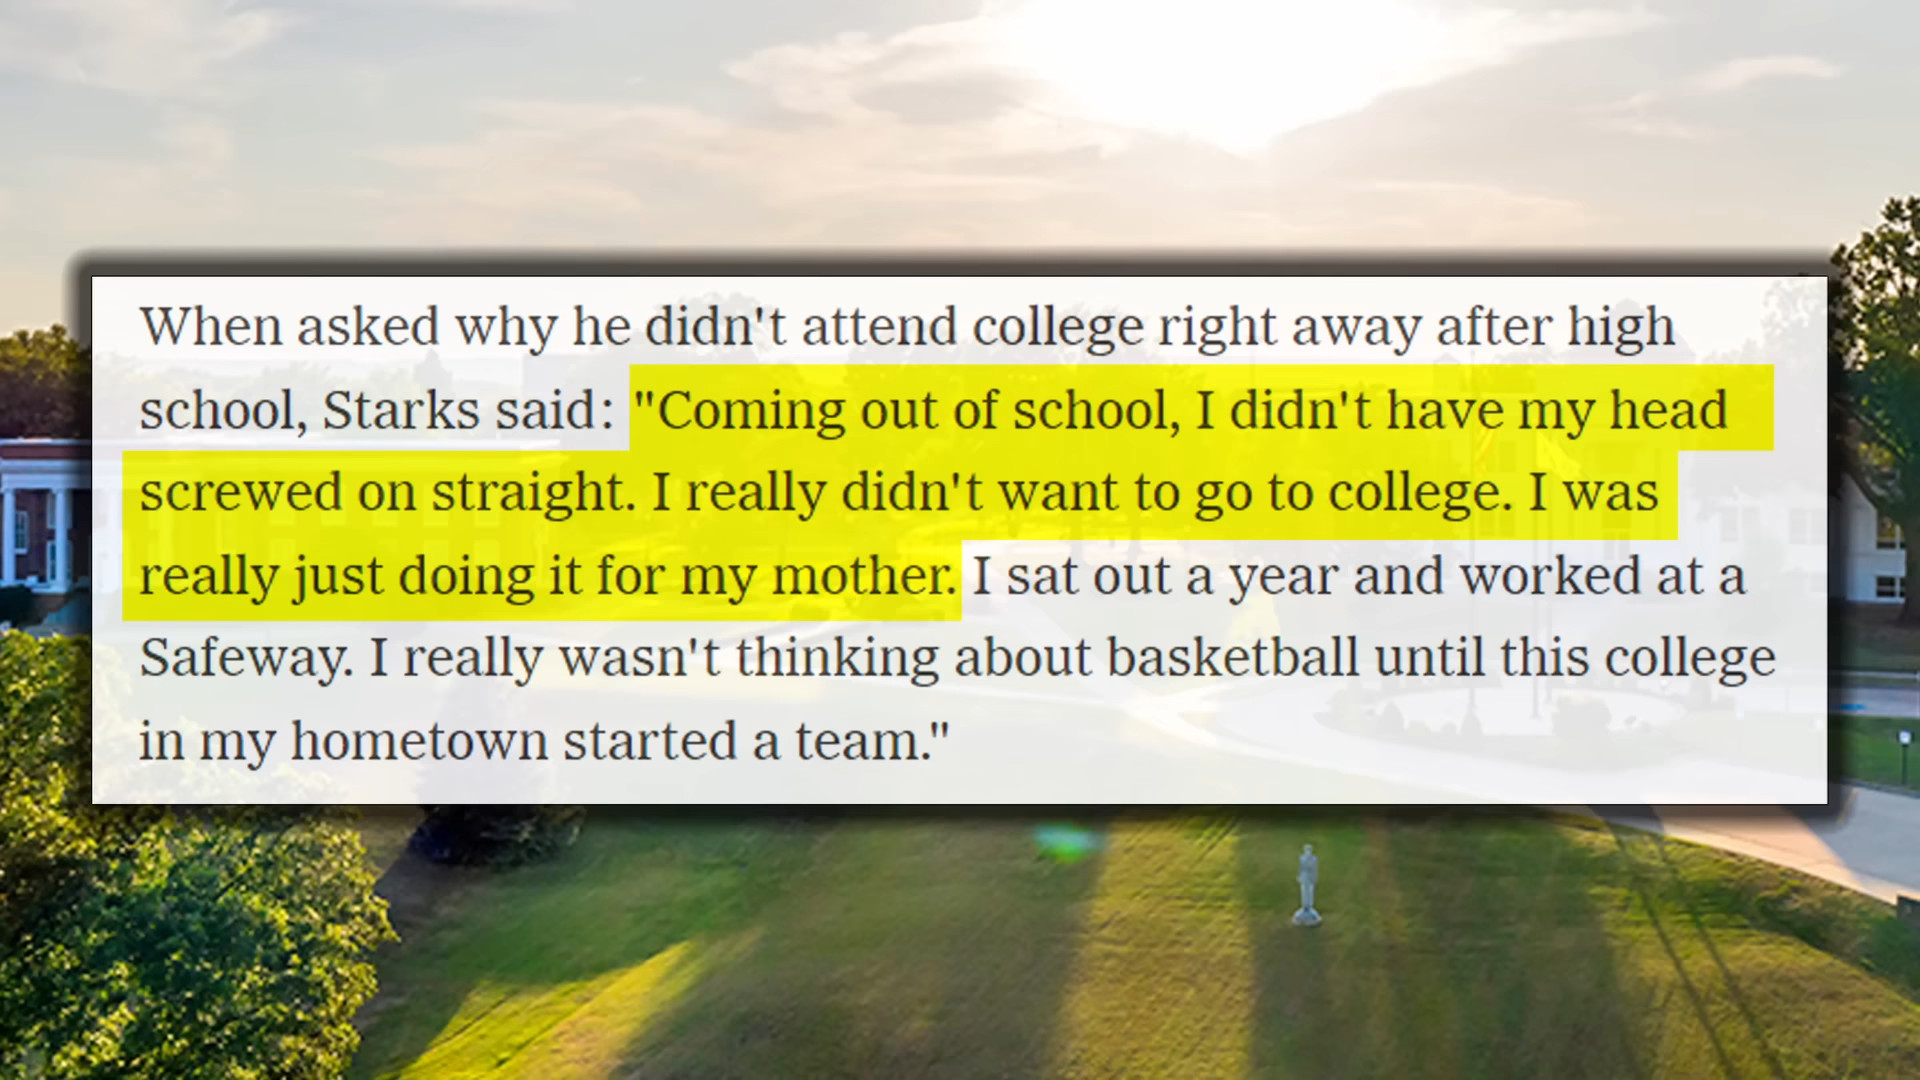 When asked why he didn't attend college right away after high
school, Starks said: "Coming out of school, I didn't have my head
screwed on straight. I really didn't want to go to college. I was
really just doing it for my mother. I sat out a year and worked at a
Safeway. I really wasn't thinking about basketball until this college
in my hometown started a team."